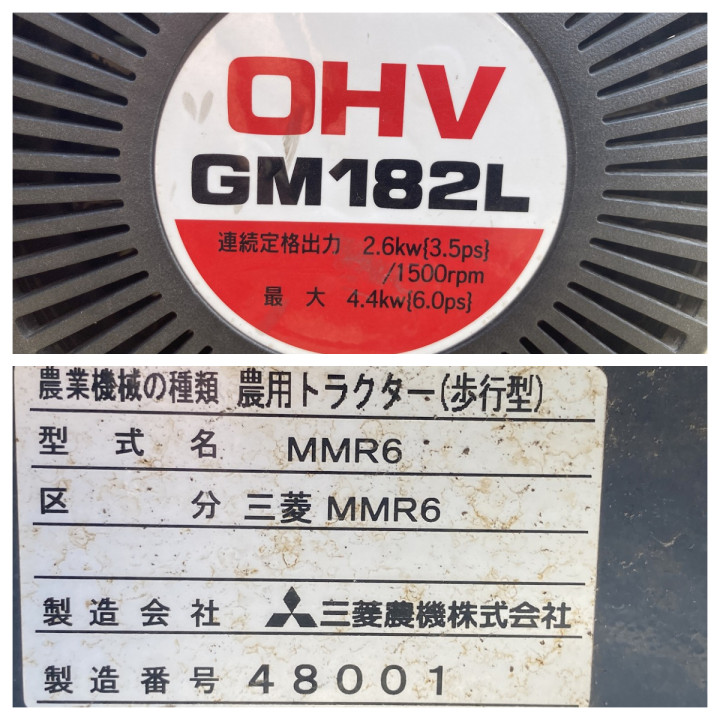 OHV
GM182L
連続定格出力 2.6kw{3.5ps}
/1500rpm
最大 4.4kw{6.0ps}
農業機械の種類 農用トラクター(歩行型)
型式名 MMR6
区分 三菱 MMR6
製造会社 三菱農機株式会社
製造番号 48001